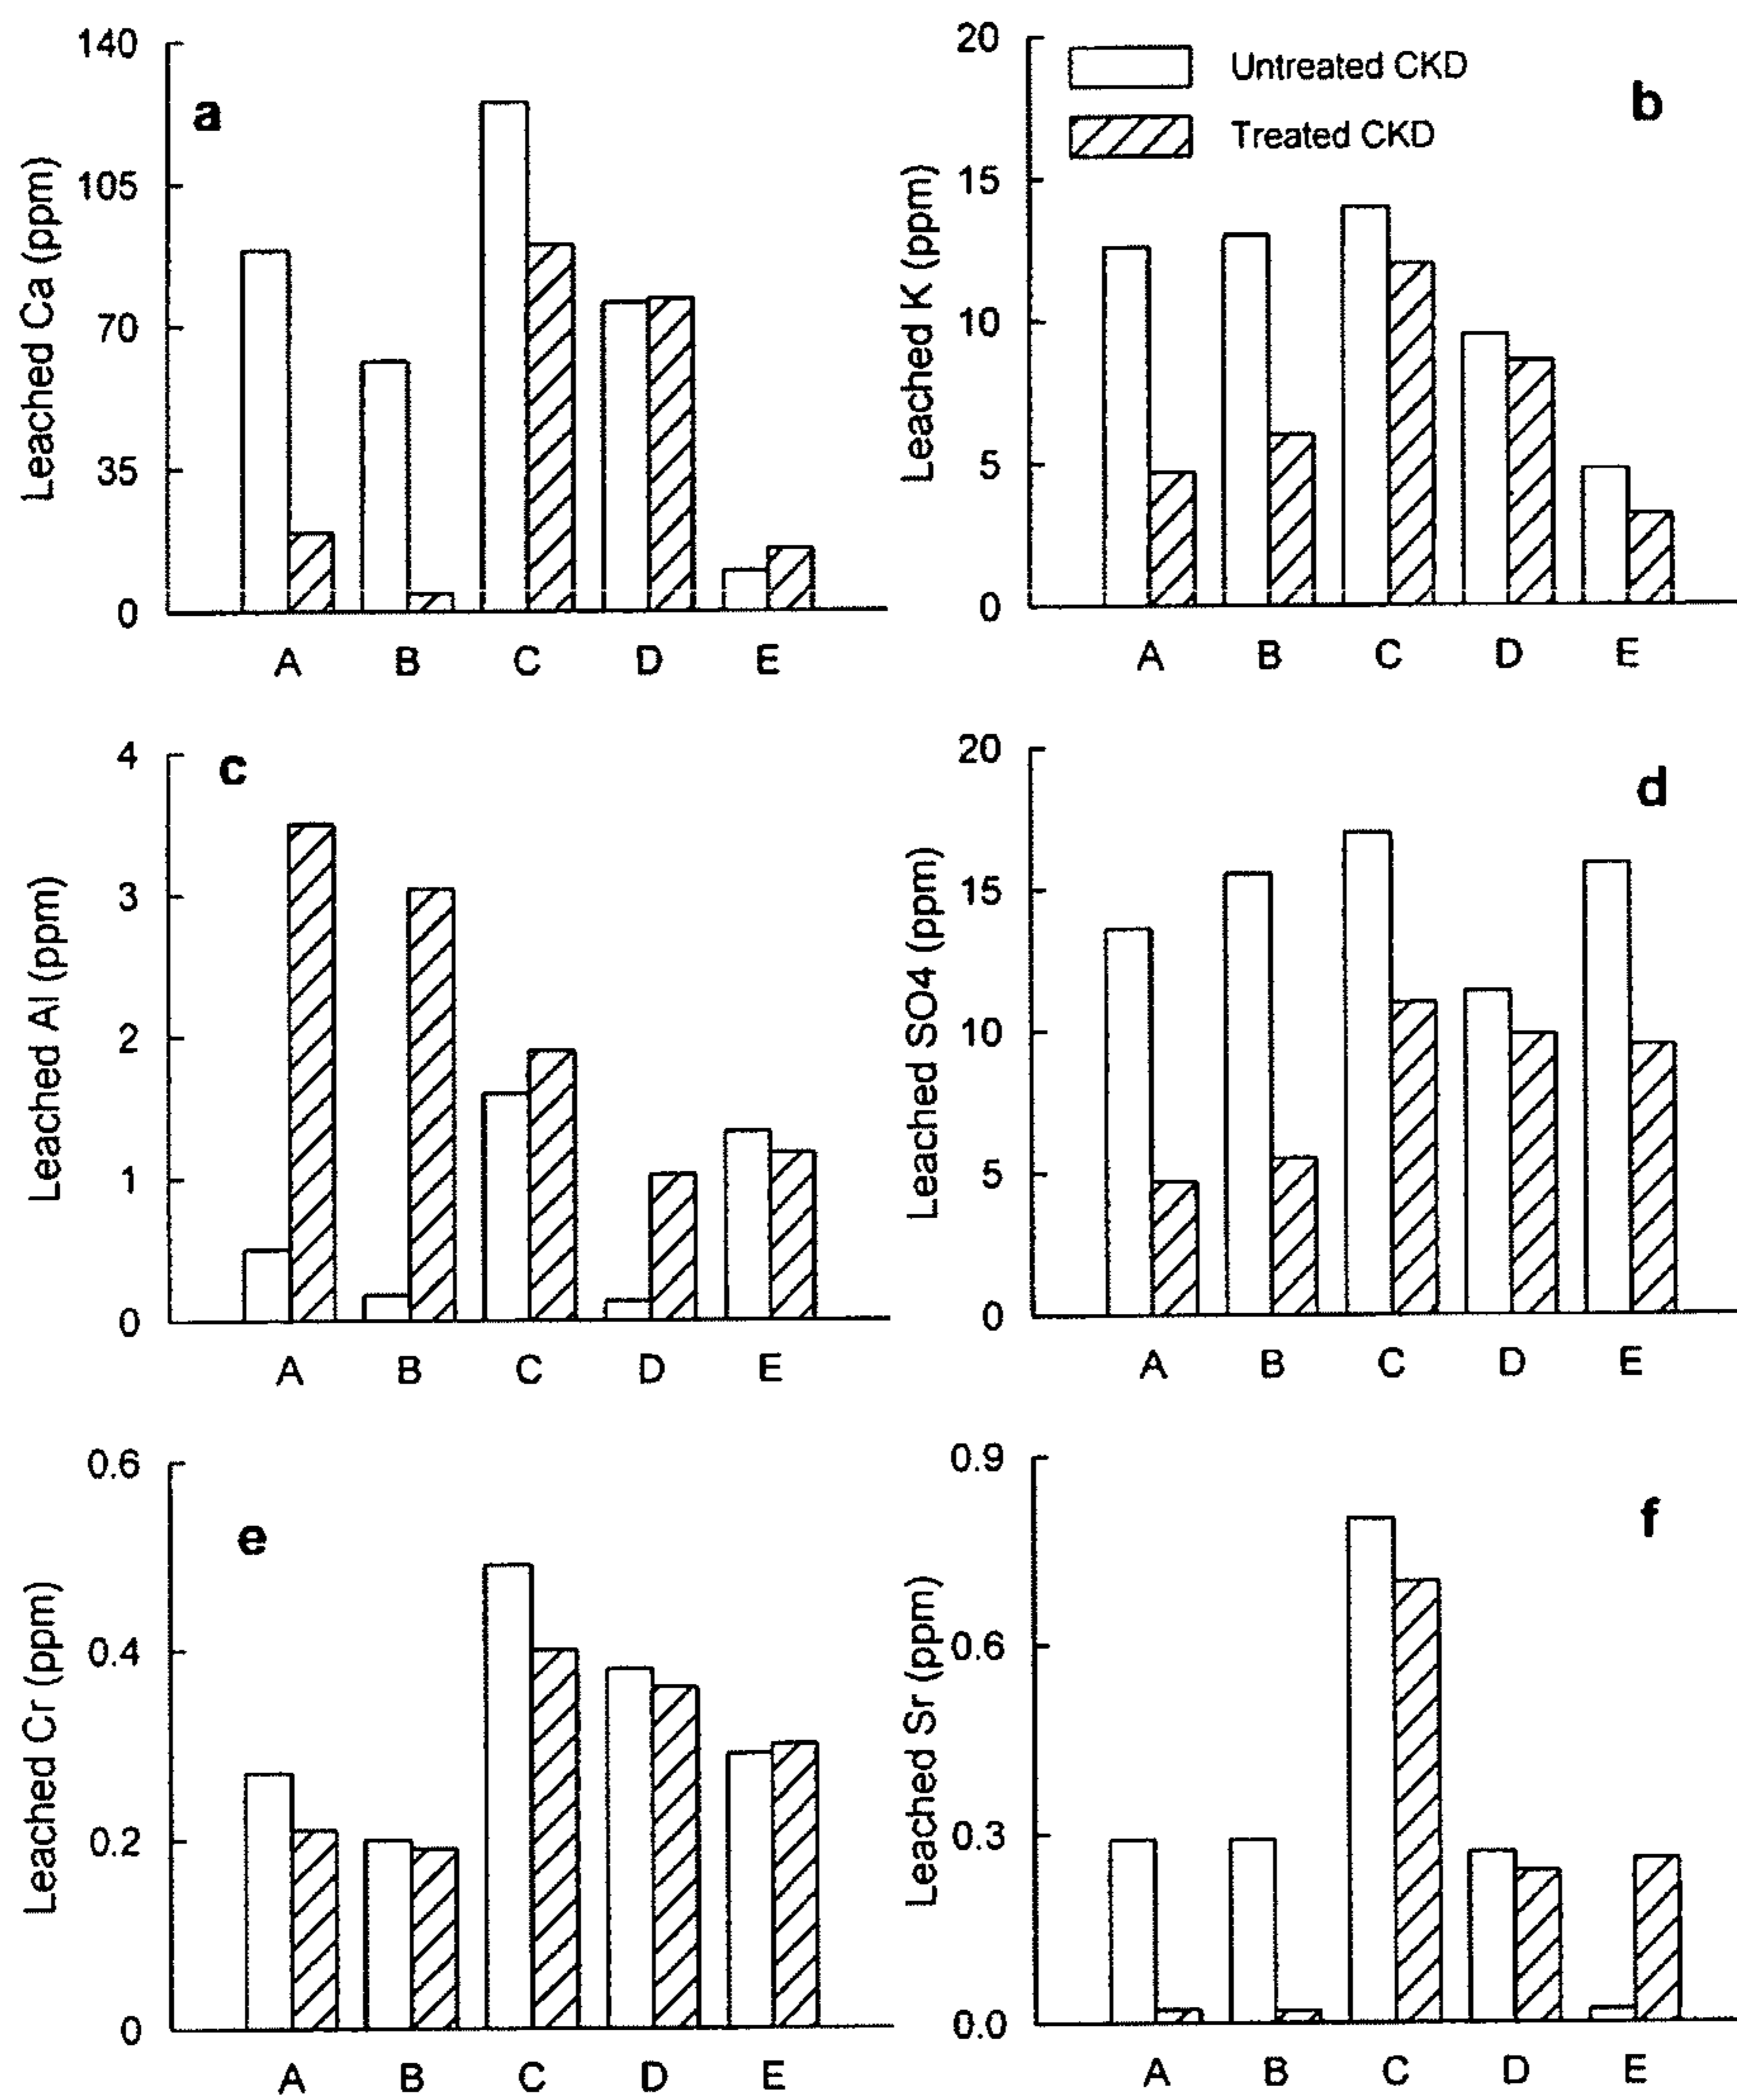 a
Leached Ca (ppm)
140
105
70
35
0
A B C D E
b
Untreated CKD
Treated CKD
Leached K (ppm)
20
15
10
5
0
A B C D E
c
Leached Al (ppm)
4
3
2
1
0
A B C D E
d
Leached SO4 (ppm)
20
15
10
5
0
A B C D E
e
Leached Cr (ppm)
0.6
0.4
0.2
0
A B C D E
f
Leached Sr (ppm)
0.9
0.6
0.3
0.0
A B C D E